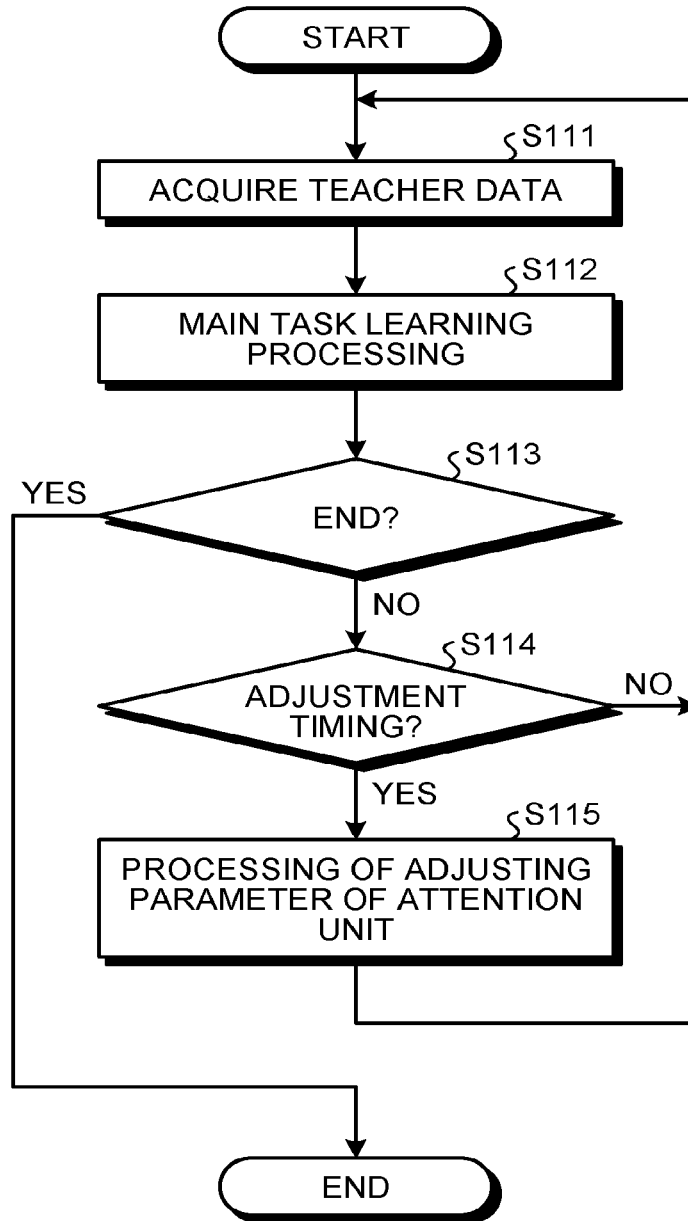 START
S111
ACQUIRE TEACHER DATA
S112
MAIN TASK LEARNING
PROCESSING
S113
YES
END?
NO
S114
ADJUSTMENT
TIMING?
NO
YES
S115
PROCESSING OF ADJUSTING
PARAMETER OF ATTENTION
UNIT
END